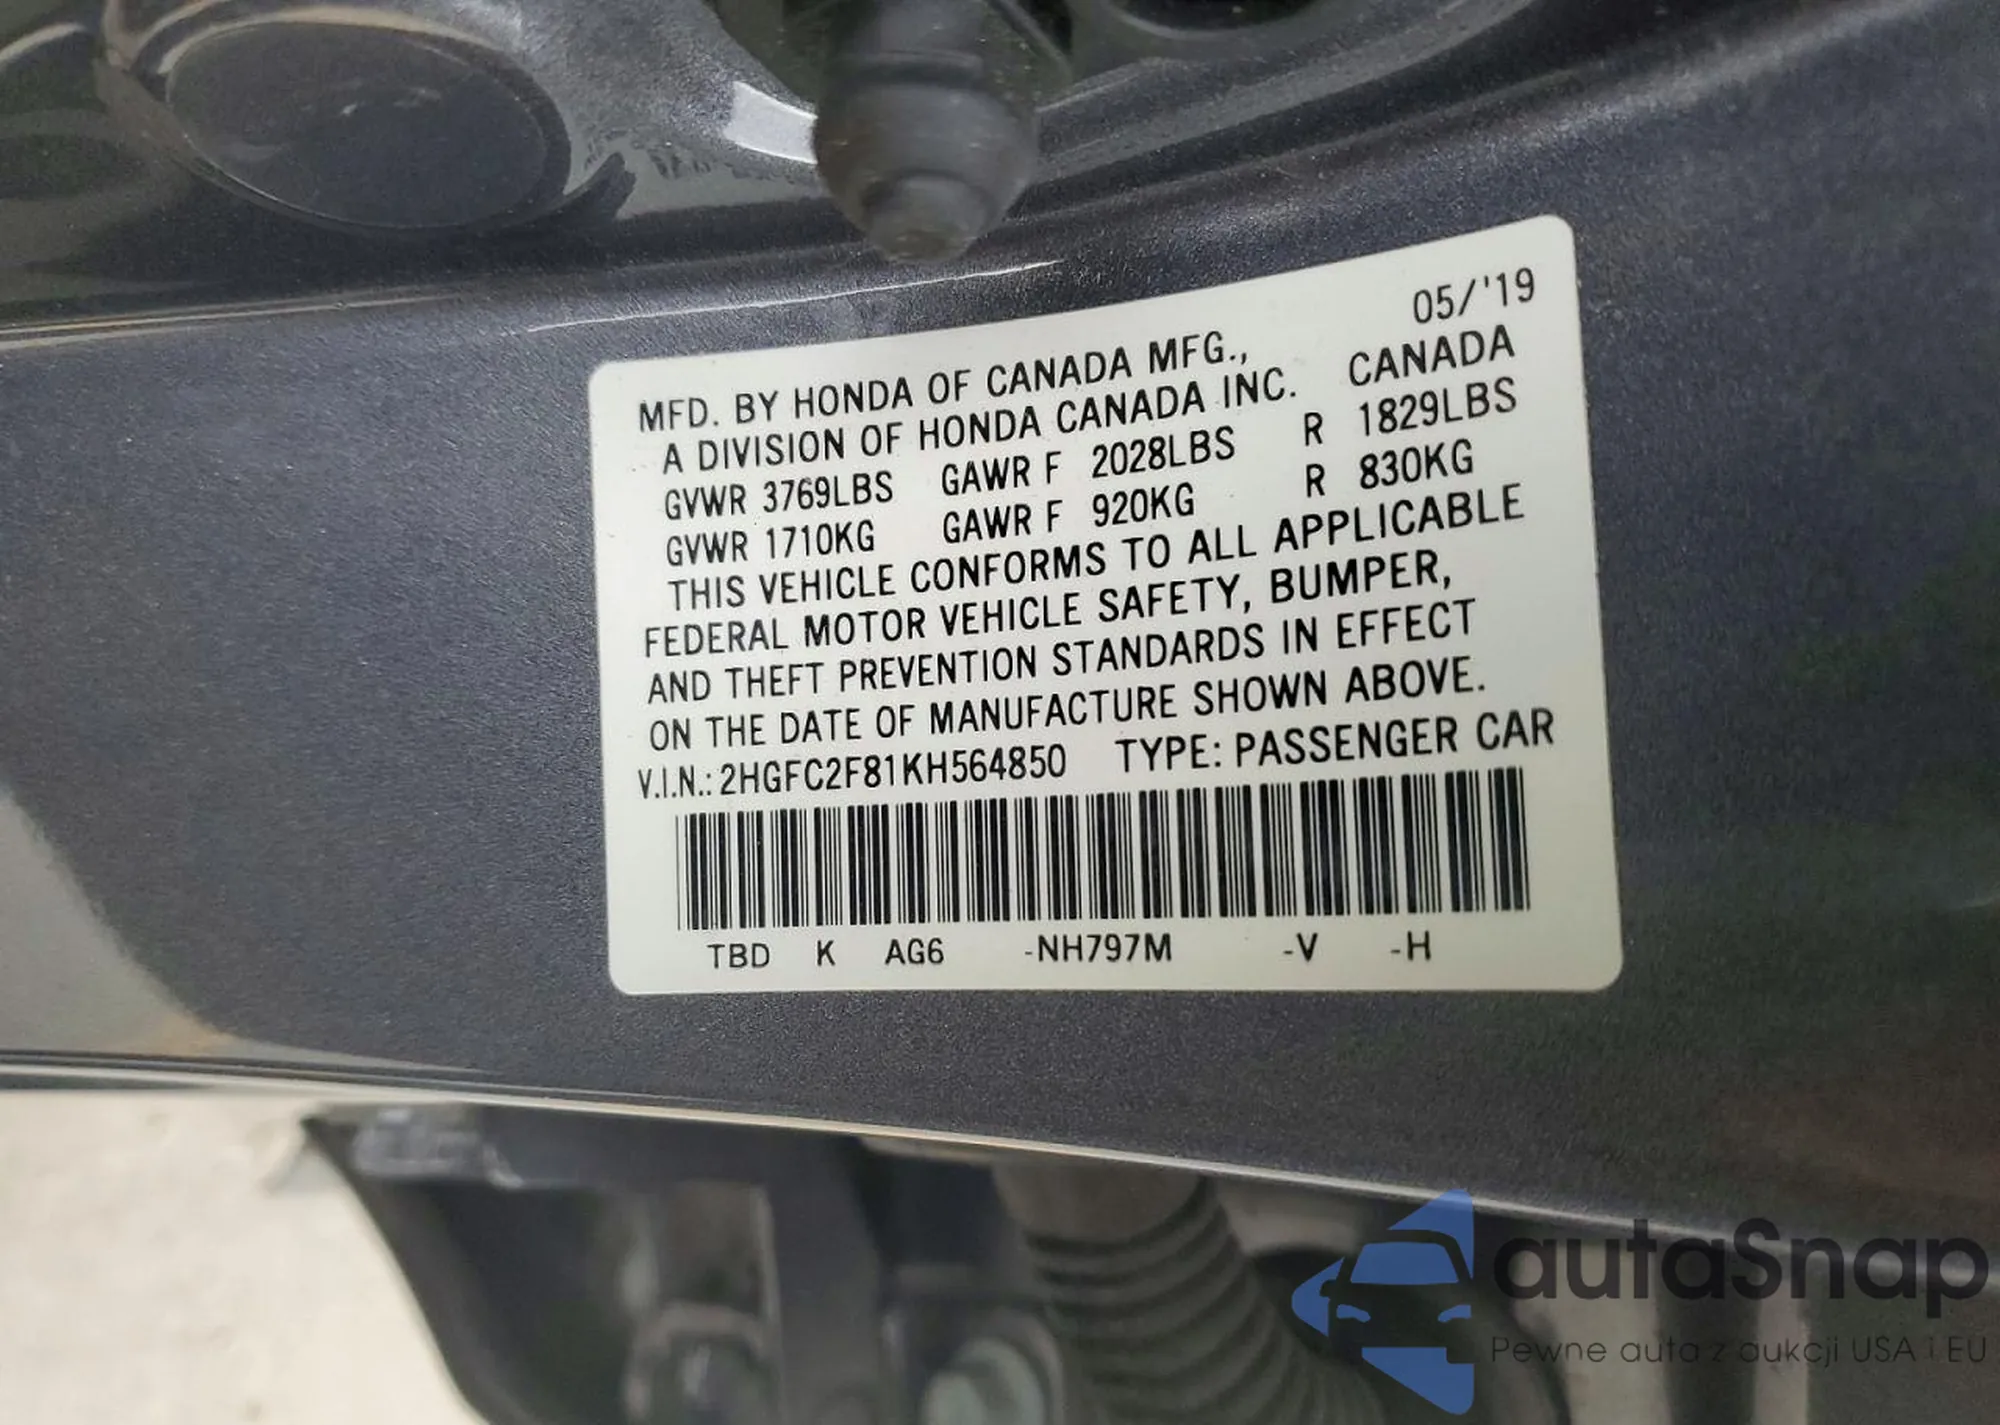 05/'19
MFD. BY HONDA OF CANADA MFG.,
A DIVISION OF HONDA CANADA INC. CANADA
GVWR 3769LBS GAWR F 2028LBS R 1829LBS
GVWR 1710KG GAWR F 920KG R 830KG
THIS VEHICLE CONFORMS TO ALL APPLICABLE
FEDERAL MOTOR VEHICLE SAFETY, BUMPER,
AND THEFT PREVENTION STANDARDS IN EFFECT
ON THE DATE OF MANUFACTURE SHOWN ABOVE.
V.I.N.: 2HGFC2F81KH564850 TYPE: PASSENGER CAR
TBD K AG6 -NH797M -V -H
autaSnap
Pewne auta z aukcji USA i EU